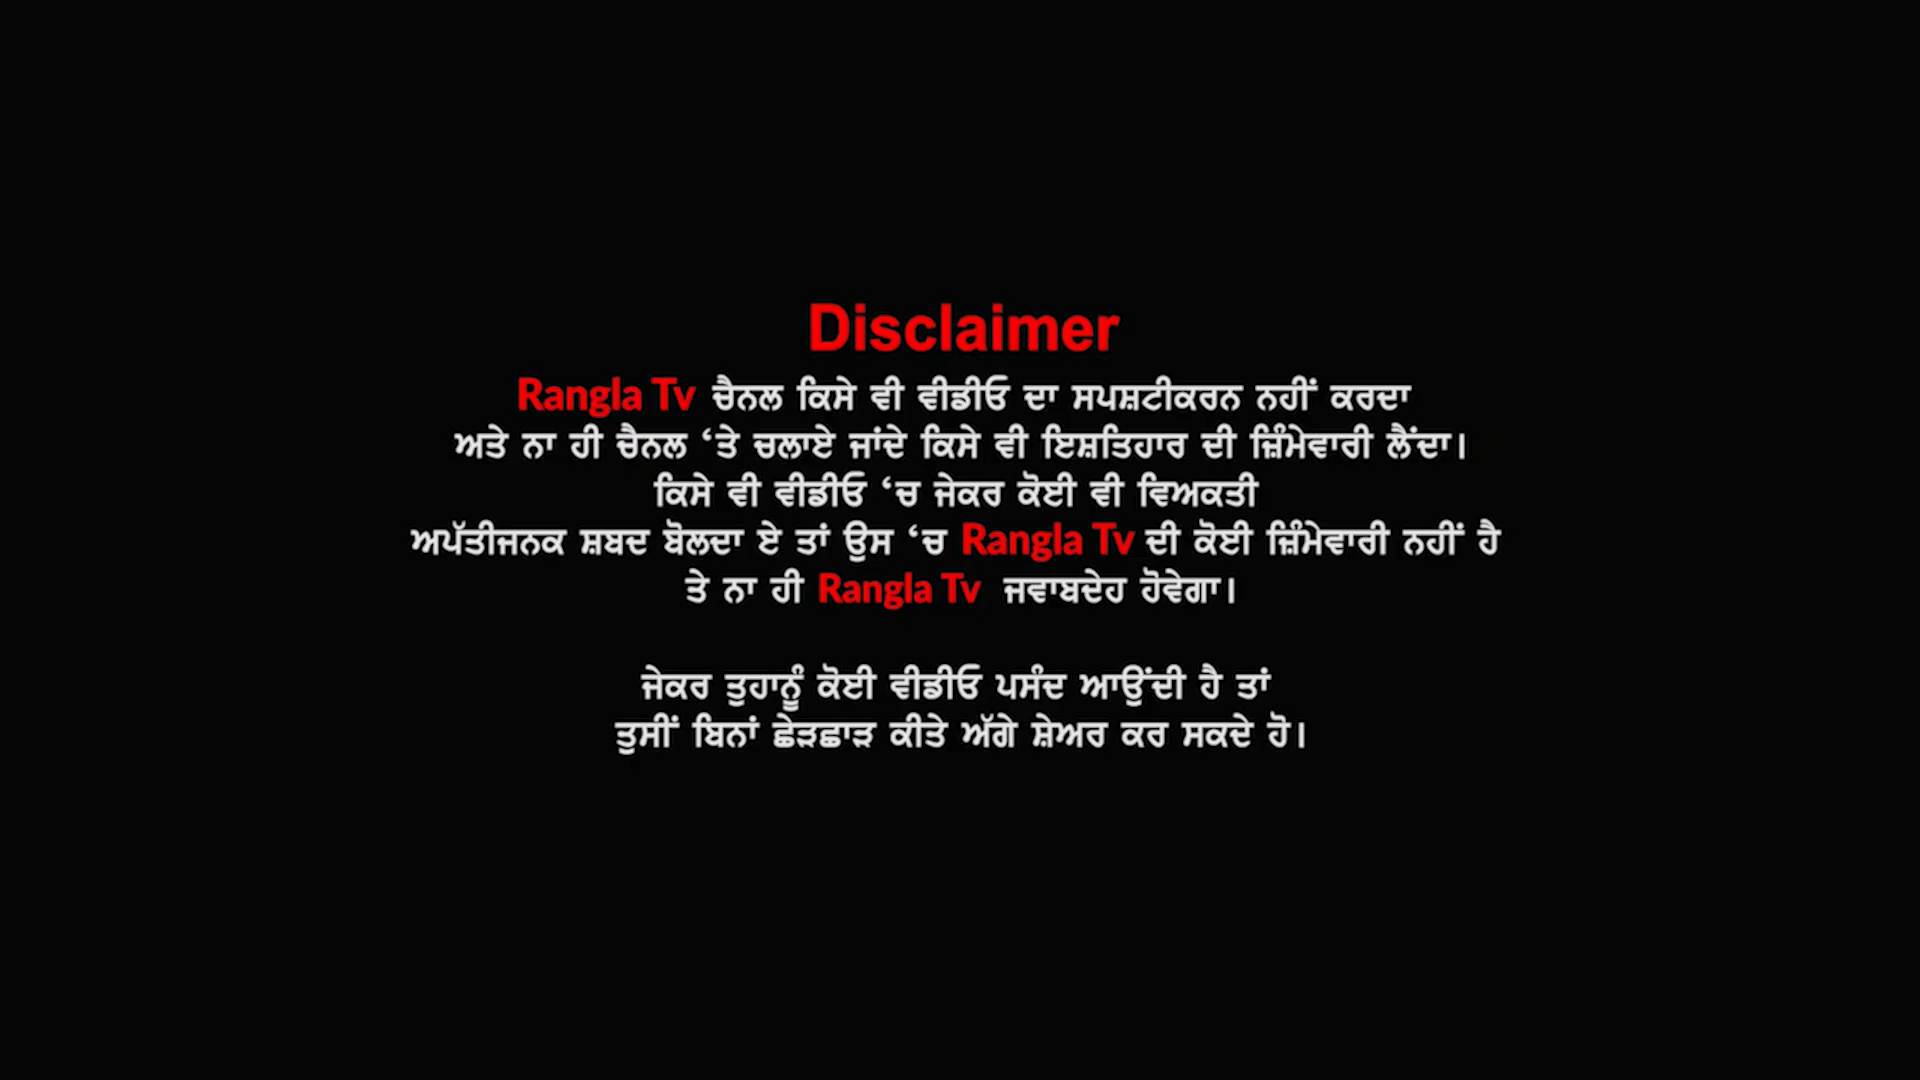 Disclaimer
Rangla Tv ਚੈਨਲ ਕਿਸੇ ਵੀ ਵੀਡੀਓ ਦਾ ਸਪਸ਼ਟੀਕਰਨ ਨਹੀਂ ਕਰਦਾ
ਅਤੇ ਨਾ ਹੀ ਚੈਨਲ ‘ਤੇ ਚਲਾਏ ਜਾਂਦੇ ਕਿਸੇ ਵੀ ਇਸ਼ਤਿਹਾਰ ਦੀ ਜ਼ਿੰਮੇਵਾਰੀ ਲੈਂਦਾ।
ਕਿਸੇ ਵੀ ਵੀਡੀਓ ‘ਚ ਜੇਕਰ ਕੋਈ ਵੀ ਵਿਅਕਤੀ
ਅਪੱਤੀਜਨਕ ਸ਼ਬਦ ਬੋਲਦਾ ਏ ਤਾਂ ਉਸ ‘ਚ Rangla Tv ਦੀ ਕੋਈ ਜ਼ਿੰਮੇਵਾਰੀ ਨਹੀਂ ਹੈ
ਤੇ ਨਾ ਹੀ Rangla Tv ਜਵਾਬਦੇਹ ਹੋਵੇਗਾ।
ਜੇਕਰ ਤੁਹਾਨੂੰ ਕੋਈ ਵੀਡੀਓ ਪਸੰਦ ਆਉਂਦੀ ਹੈ ਤਾਂ
ਤੁਸੀਂ ਬਿਨਾਂ ਛੇੜਛਾੜ ਕੀਤੇ ਅੱਗੇ ਸ਼ੇਅਰ ਕਰ ਸਕਦੇ ਹੋ।